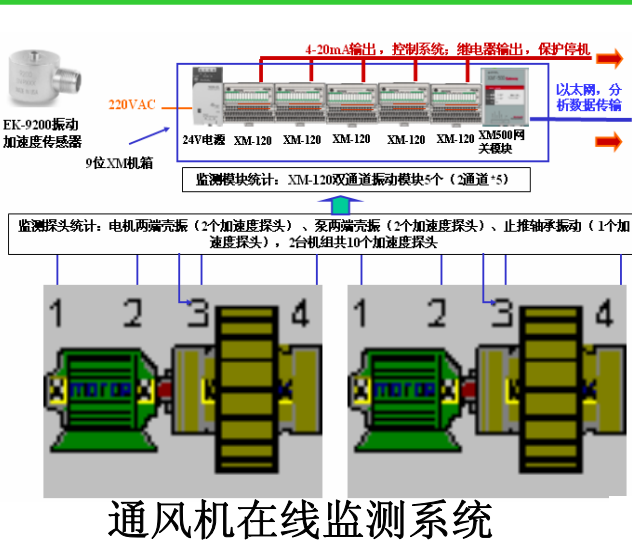 4-20mA输出，控制系统；继电器输出，保护停机
220VAC
以太网，分
析数据传输
EK-9200振动
加速度传感器
9位XM机箱
24V电源 XM-120 XM-120 XM-120 XM-120 XM-120 XM500网
关模块
监测模块统计：XM-120双通道振动模块5个（2通道*5）
监测探头统计：电机两端壳振（2个加速度探头）、泵两端壳振（2个加速度探头）、止推轴承振动（1个加
速度探头），2台机组共10个加速度探头
1 2 3 4 1 2 3 4
X motor X X motor X
通风机在线监测系统